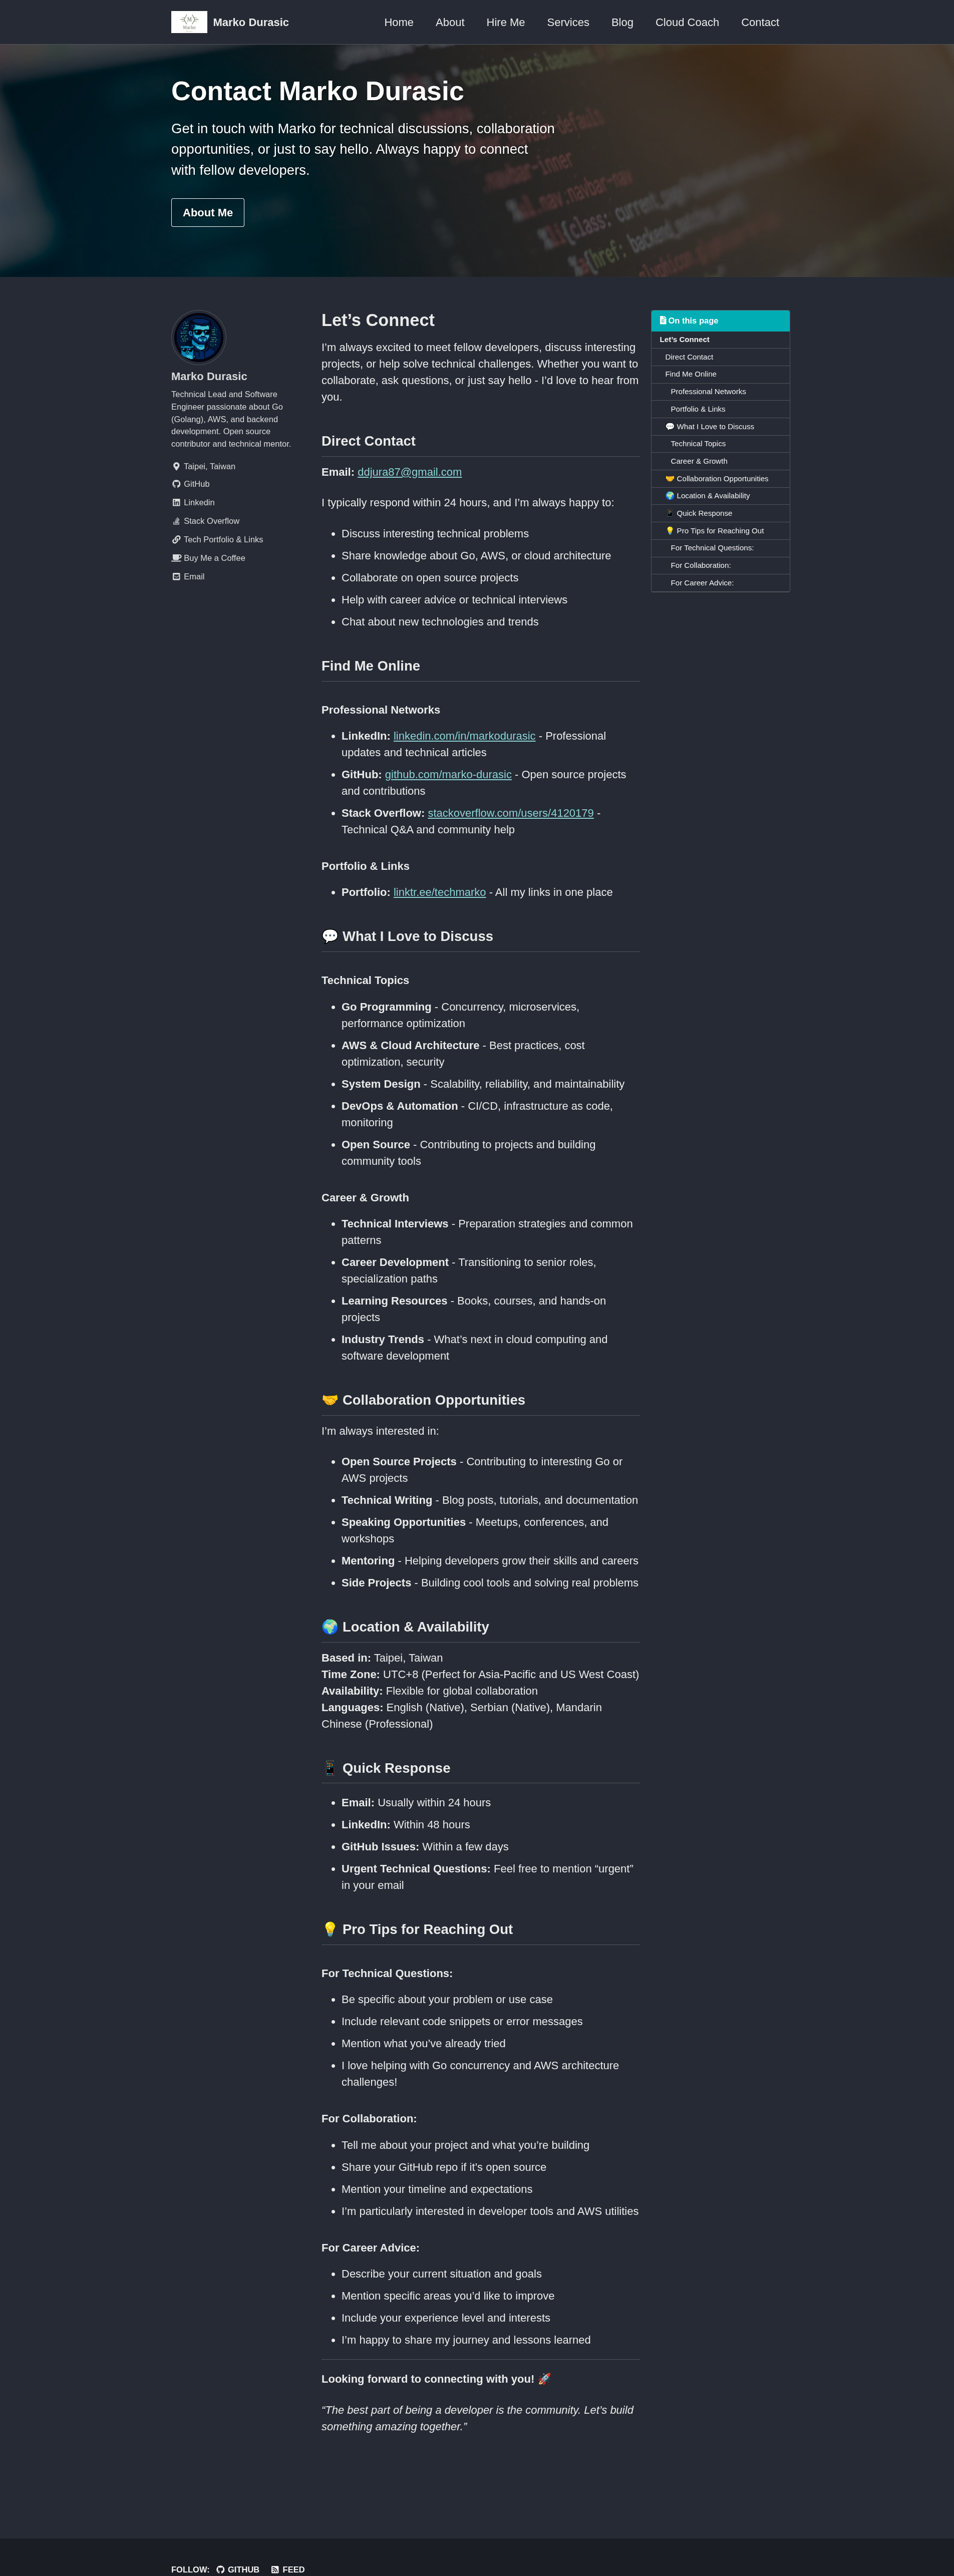 Marko Durasic
Home
About
Hire Me
Services
Blog
Cloud Coach
Contact
Contact Marko Durasic
Get in touch with Marko for technical discussions, collaboration
opportunities, or just to say hello. Always happy to connect
with fellow developers.
About Me
Marko Durasic
Technical Lead and Software
Engineer passionate about Go
(Golang), AWS, and backend
development. Open source
contributor and technical mentor.
Taipei, Taiwan
GitHub
Linkedin
Stack Overflow
Tech Portfolio & Links
Buy Me a Coffee
Email
Let’s Connect
I’m always excited to meet fellow developers, discuss interesting
projects, or help solve technical challenges. Whether you want to
collaborate, ask questions, or just say hello - I’d love to hear from
you.
Direct Contact
Email: ddjura87@gmail.com
I typically respond within 24 hours, and I’m always happy to:
• Discuss interesting technical problems
• Share knowledge about Go, AWS, or cloud architecture
• Collaborate on open source projects
• Help with career advice or technical interviews
• Chat about new technologies and trends
Find Me Online
Professional Networks
• LinkedIn: linkedin.com/in/markodurasic - Professional
updates and technical articles
• GitHub: github.com/marko-durasic - Open source projects
and contributions
• Stack Overflow: stackoverflow.com/users/4120179 -
Technical Q&A and community help
Portfolio & Links
• Portfolio: linktr.ee/techmarko - All my links in one place
💬 What I Love to Discuss
Technical Topics
• Go Programming - Concurrency, microservices,
performance optimization
• AWS & Cloud Architecture - Best practices, cost
optimization, security
• System Design - Scalability, reliability, and maintainability
• DevOps & Automation - CI/CD, infrastructure as code,
monitoring
• Open Source - Contributing to projects and building
community tools
Career & Growth
• Technical Interviews - Preparation strategies and common
patterns
• Career Development - Transitioning to senior roles,
specialization paths
• Learning Resources - Books, courses, and hands-on
projects
• Industry Trends - What’s next in cloud computing and
software development
🤝 Collaboration Opportunities
I’m always interested in:
• Open Source Projects - Contributing to interesting Go or
AWS projects
• Technical Writing - Blog posts, tutorials, and documentation
• Speaking Opportunities - Meetups, conferences, and
workshops
• Mentoring - Helping developers grow their skills and careers
• Side Projects - Building cool tools and solving real problems
🌍 Location & Availability
Based in: Taipei, Taiwan
Time Zone: UTC+8 (Perfect for Asia-Pacific and US West Coast)
Availability: Flexible for global collaboration
Languages: English (Native), Serbian (Native), Mandarin
Chinese (Professional)
📱 Quick Response
• Email: Usually within 24 hours
• LinkedIn: Within 48 hours
• GitHub Issues: Within a few days
• Urgent Technical Questions: Feel free to mention “urgent”
in your email
💡 Pro Tips for Reaching Out
For Technical Questions:
• Be specific about your problem or use case
• Include relevant code snippets or error messages
• Mention what you’ve already tried
• I love helping with Go concurrency and AWS architecture
challenges!
For Collaboration:
• Tell me about your project and what you’re building
• Share your GitHub repo if it’s open source
• Mention your timeline and expectations
• I’m particularly interested in developer tools and AWS utilities
For Career Advice:
• Describe your current situation and goals
• Mention specific areas you’d like to improve
• Include your experience level and interests
• I’m happy to share my journey and lessons learned
Looking forward to connecting with you! 🚀
“The best part of being a developer is the community. Let’s build
something amazing together.”
On this page
Let’s Connect
Direct Contact
Find Me Online
Professional Networks
Portfolio & Links
💬 What I Love to Discuss
Technical Topics
Career & Growth
🤝 Collaboration Opportunities
🌍 Location & Availability
📱 Quick Response
💡 Pro Tips for Reaching Out
For Technical Questions:
For Collaboration:
For Career Advice:
FOLLOW:
GITHUB
FEED